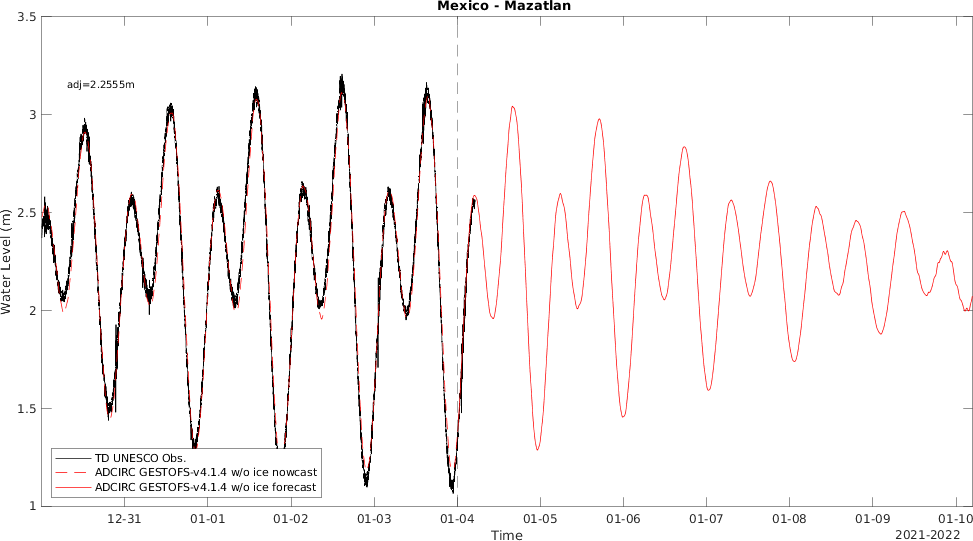 Mexico - Mazatlan
3.5
adj=2.2555m
3
2.5
Water Level (m)
2
1.5
1
TD UNESCO Obs.
ADCIRC GESTOFS-v4.1.4 w/o ice nowcast
ADCIRC GESTOFS-v4.1.4 w/o ice forecast
12-31 01-01 01-02 01-03 01-04 01-05 01-06 01-07 01-08 01-09 01-10
Time
2021-2022